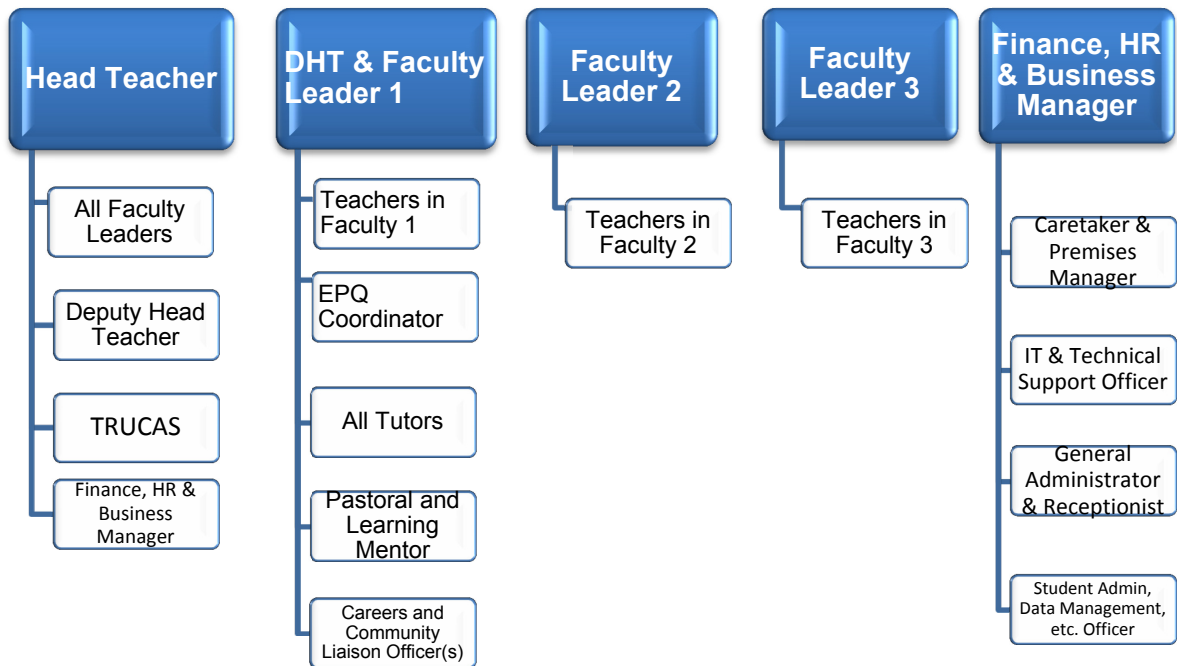 Head Teacher
All Faculty
Leaders
Deputy Head
Teacher
TRUCAS
Finance, HR &
Business
Manager
DHT & Faculty
Leader 1
Teachers in
Faculty 1
EPQ
Coordinator
All Tutors
Pastoral and
Learning
Mentor
Careers and
Community
Liaison Officer(s)
Faculty
Leader 2
Teachers in
Faculty 2
Faculty
Leader 3
Teachers in
Faculty 3
Finance, HR
& Business
Manager
Caretaker &
Premises
Manager
IT & Technical
Support Officer
General
Administrator
& Receptionist
Student Admin,
Data Management,
etc. Officer